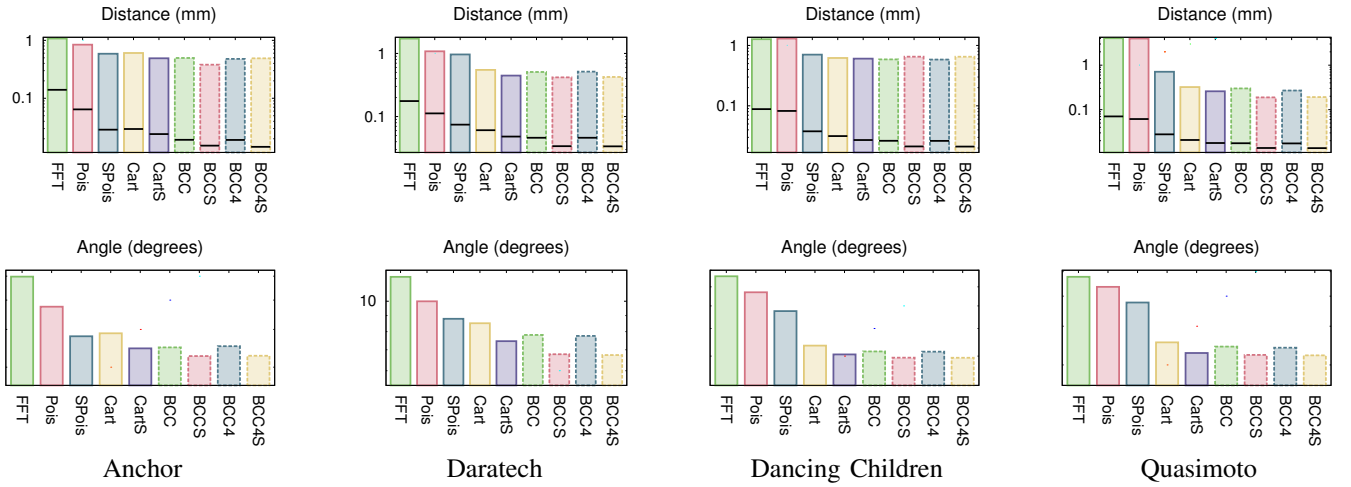 Distance (mm) Distance (mm) Distance (mm) Distance (mm)
1 1 1 1
0.1 0.1 0.1 0.1
FFT Pois SPois Cart CartS BCC BCCS BCC4 BCC4S FFT Pois SPois Cart CartS BCC BCCS BCC4 BCC4S FFT Pois SPois Cart CartS BCC BCCS BCC4 BCC4S FFT Pois SPois Cart CartS BCC BCCS BCC4 BCC4S
Angle (degrees) Angle (degrees) Angle (degrees) Angle (degrees)
10
FFT Pois SPois Cart CartS BCC BCCS BCC4 BCC4S FFT Pois SPois Cart CartS BCC BCCS BCC4 BCC4S FFT Pois SPois Cart CartS BCC BCCS BCC4 BCC4S FFT Pois SPois Cart CartS BCC BCCS BCC4 BCC4S
Anchor Daratech Dancing Children Quasimoto